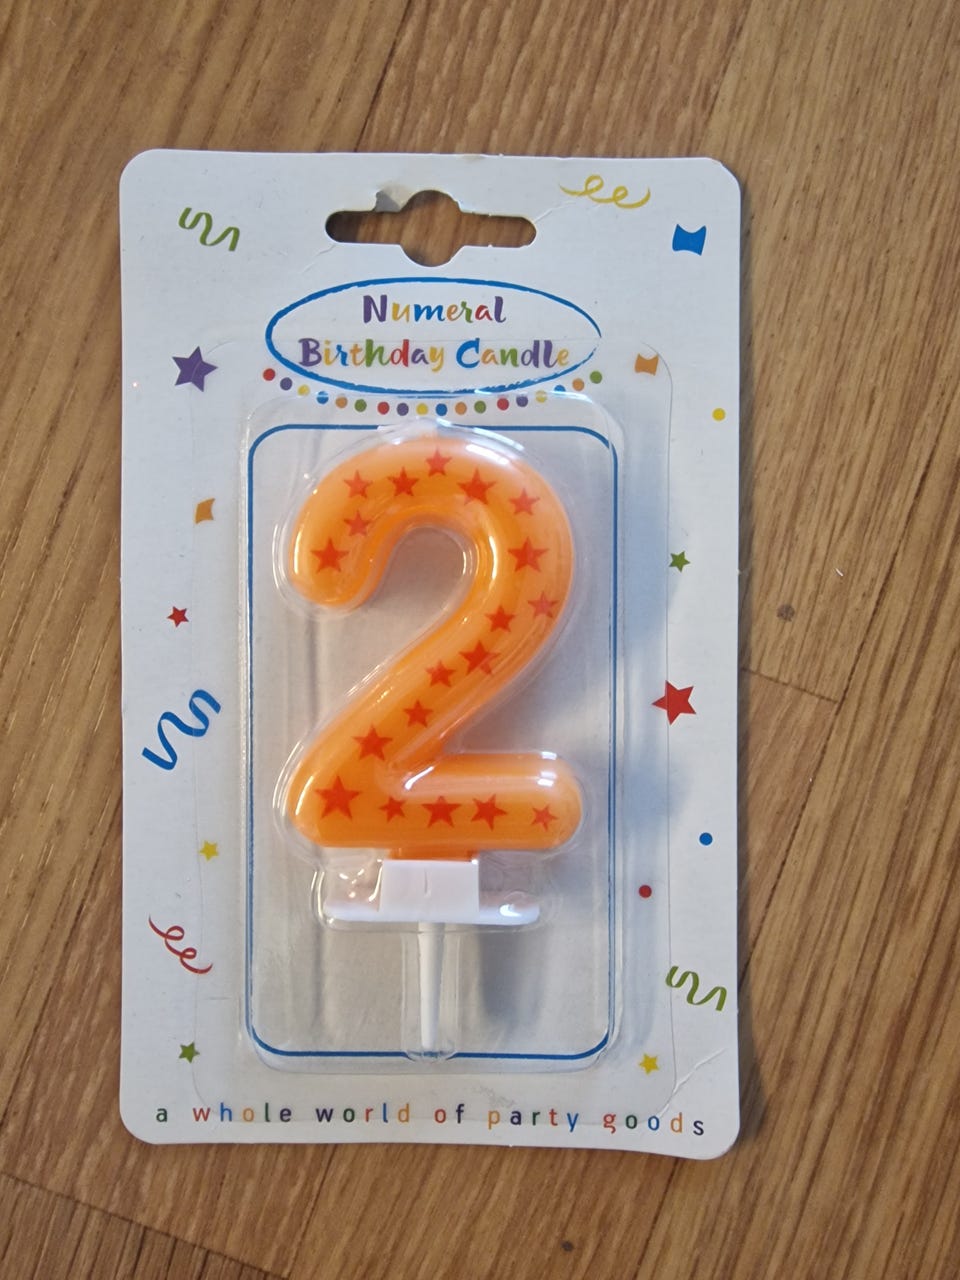 Numeral
Birthday Candle
2
a whole world of party goods